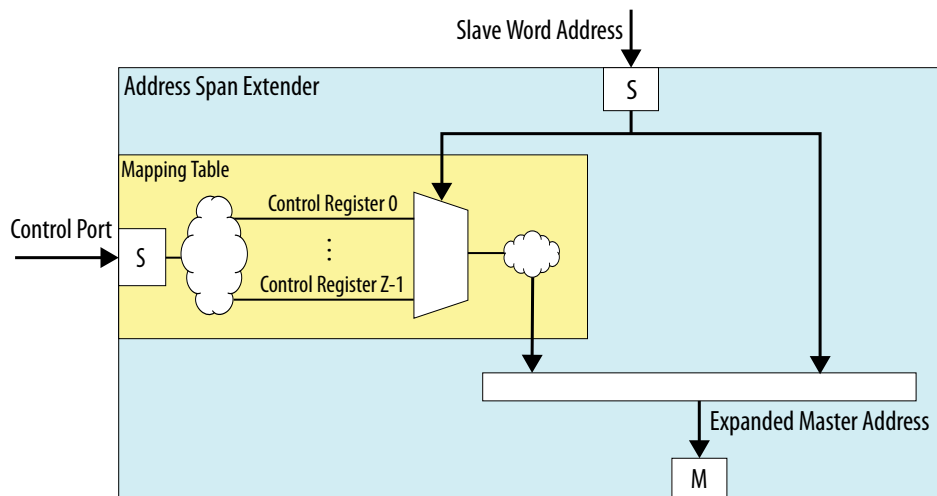 Slave Word Address
Address Span Extender
S
Mapping Table
Control Register 0
Control Port
S
⋮
Control Register Z-1
Expanded Master Address
M